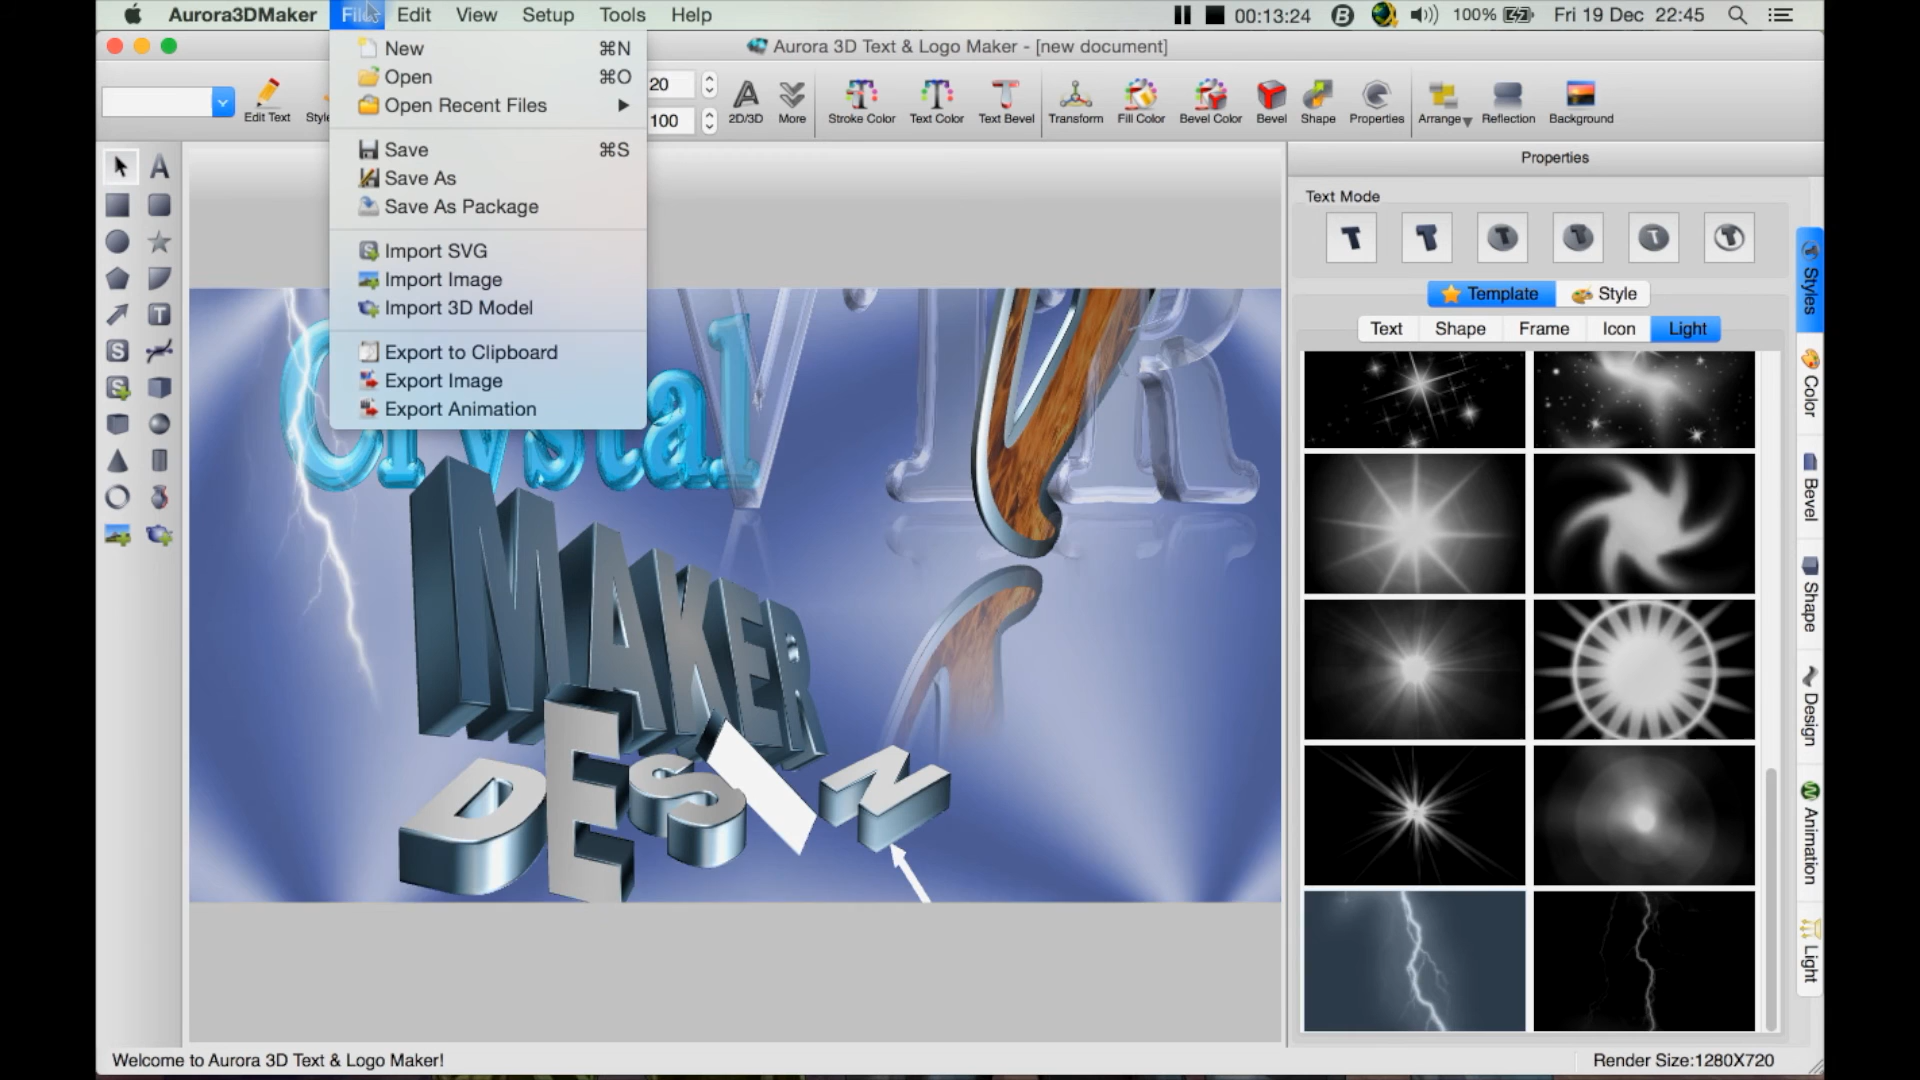 Aurora3DMaker File Edit View Setup Tools Help 00:13:24 100% Fri 19 Dec 22:45
Aurora 3D Text & Logo Maker - [new document]
New ⌘N
Open ⌘O
Open Recent Files
Save ⌘S
Save As
Save As Package
Import SVG
Import Image
Import 3D Model
Export to Clipboard
Export Image
Export Animation
20
100
Edit Text 2D/3D More Stroke Color Text Color Text Bevel Transform Fill Color Bevel Color Bevel Shape Properties Arrange Reflection Background
Properties
Text Mode
Template Style
Text Shape Frame Icon Light
Styles
Color
Bevel
Shape
Design
Animation
Light
Crystal
MAKER
DESIN
Welcome to Aurora 3D Text & Logo Maker!
Render Size:1280X720